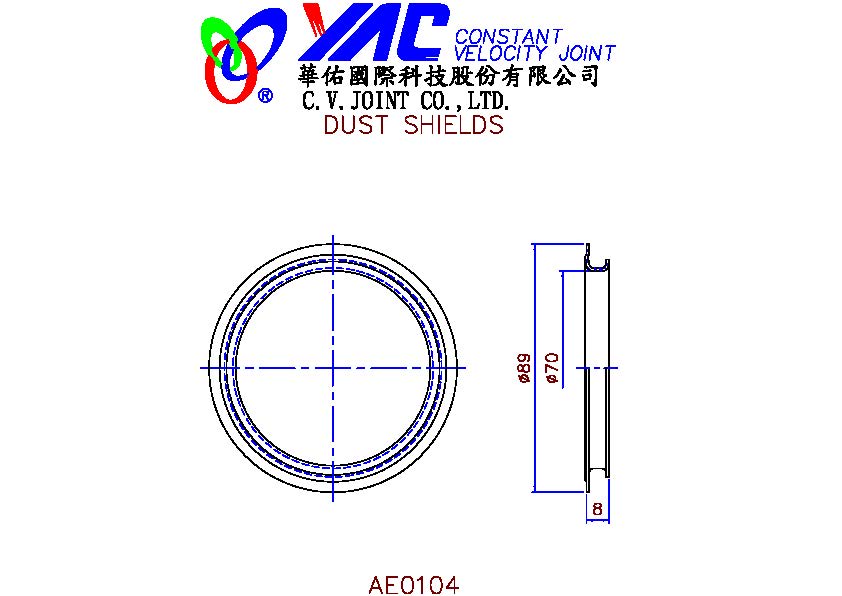 YAC CONSTANT
VELOCITY JOINT
®
華佑國際科技股份有限公司
C.V.JOINT CO.,LTD.
DUST SHIELDS
ø89
ø70
8
AE0104